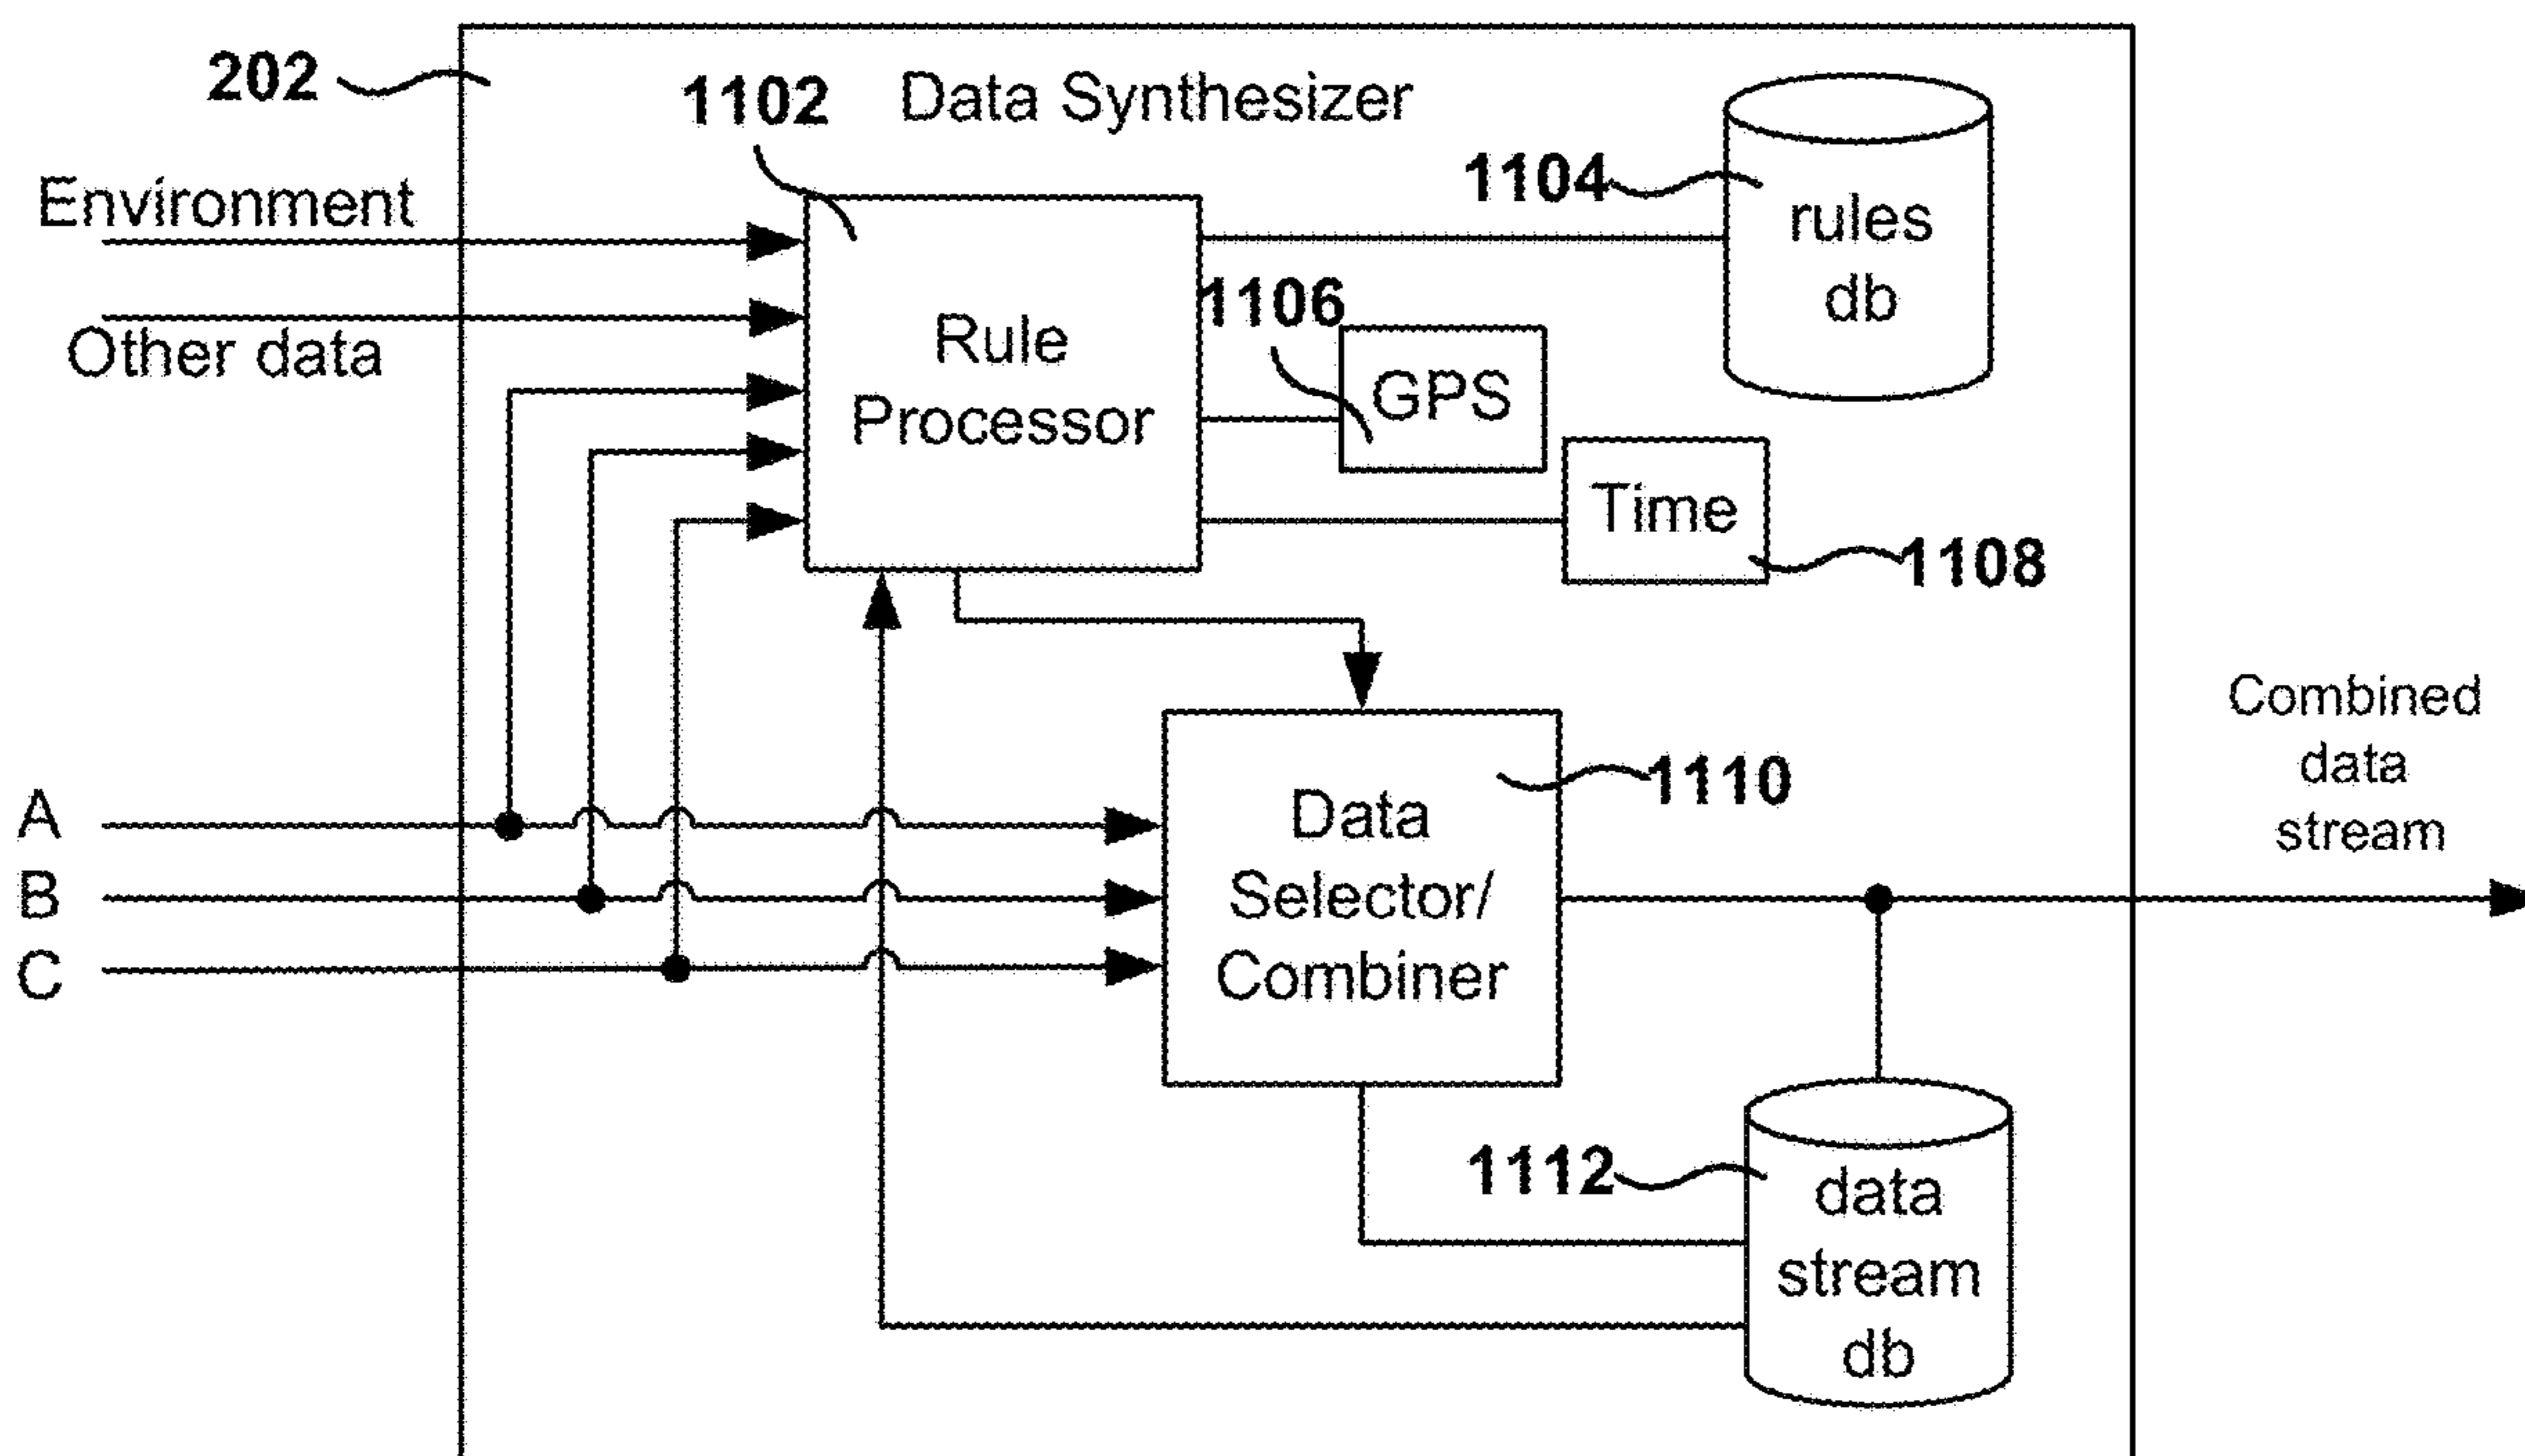 202
1102
Data Synthesizer
1104
rules
db
Environment
Other data
Rule
Processor
1106
GPS
Time
1108
A
B
C
1110
Data
Selector/
Combiner
Combined
data
stream
1112
data
stream
db